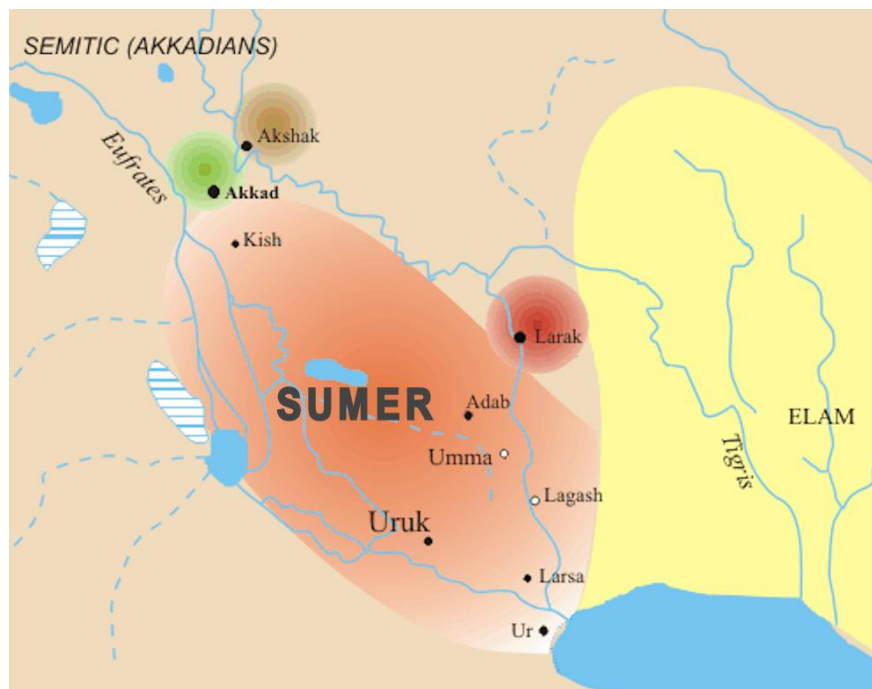 SEMITIC (AKKADIANS)
Eufrates
Akshak
Akkad
Kish
Larak
SUMER
Adab
ELAM
Umma
Tigris
Lagash
Uruk
Larsa
Ur